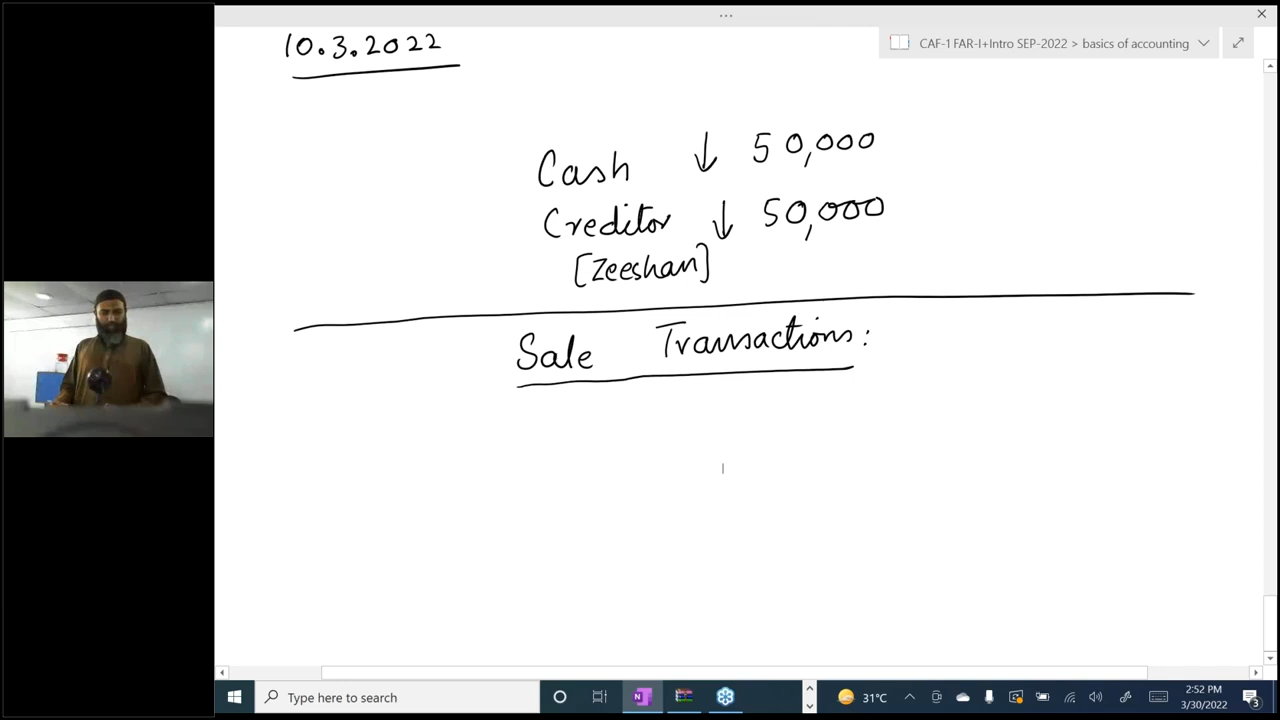 CAF-1 FAR-I+Intro SEP-2022 > basics of accounting
10.3.2022
Cash ↓ 50,000
Creditor ↓ 50,000
[Zeeshan]
Sale Transactions:
Type here to search
31°C
2:52 PM
3/30/2022
3